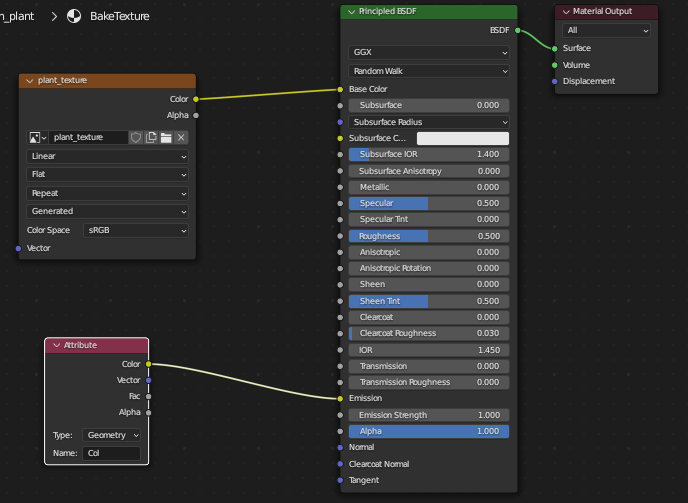 n_plant > BakeTexture
plant_texture
Color
Alpha
plant_texture
Linear
Flat
Repeat
Generated
Color Space sRGB
Vector
Attribute
Color
Vector
Fac
Alpha
Type: Geometry
Name: Col
Principled BSDF
BSDF
GGX
Random Walk
Base Color
Subsurface 0.000
Subsurface Radius
Subsurface C...
Subsurface IOR 1.400
Subsurface Anisotropy 0.000
Metallic 0.000
Specular 0.500
Specular Tint 0.000
Roughness 0.500
Anisotropic 0.000
Anisotropic Rotation 0.000
Sheen 0.000
Sheen Tint 0.500
Clearcoat 0.000
Clearcoat Roughness 0.030
IOR 1.450
Transmission 0.000
Transmission Roughness 0.000
Emission
Emission Strength 1.000
Alpha 1.000
Normal
Clearcoat Normal
Tangent
Material Output
All
Surface
Volume
Displacement